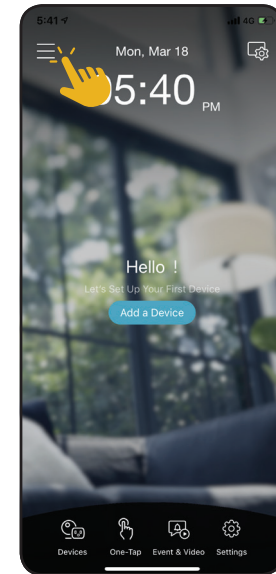 5:41
4G
Mon, Mar 18
05:40 PM
Hello !
Let's Set Up Your First Device
Add a Device
Devices
One-Tap
Event & Video
Settings